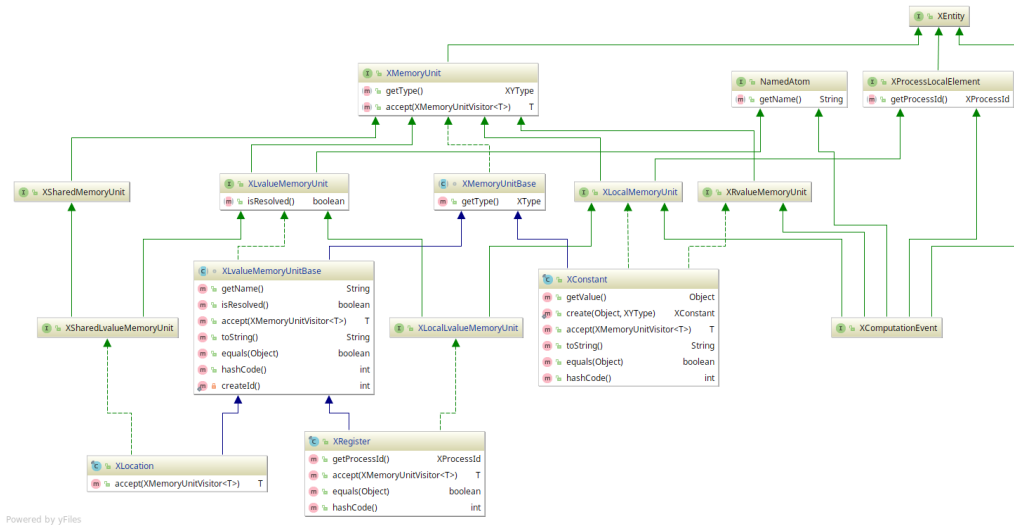 XEntity
XMemoryUnit
getType() XYType
accept(XMemoryUnitVisitor<T>) T
NamedAtom
getName() String
XProcessLocalElement
getProcessId() XProcessId
XSharedMemoryUnit
XLvalueMemoryUnit
isResolved() boolean
XMemoryUnitBase
getType() XType
XLocalMemoryUnit
XRvalueMemoryUnit
XLvalueMemoryUnitBase
getName() String
isResolved() boolean
accept(XMemoryUnitVisitor<T>) T
toString() String
equals(Object) boolean
hashCode() int
createId() int
XConstant
getValue() Object
create(Object, XYType) XConstant
accept(XMemoryUnitVisitor<T>) T
toString() String
equals(Object) boolean
hashCode() int
XSharedLvalueMemoryUnit
XLocalLvalueMemoryUnit
XComputationEvent
XLocation
accept(XMemoryUnitVisitor<T>) T
XRegister
getProcessId() XProcessId
accept(XMemoryUnitVisitor<T>) T
equals(Object) boolean
hashCode() int
Powered by yFiles